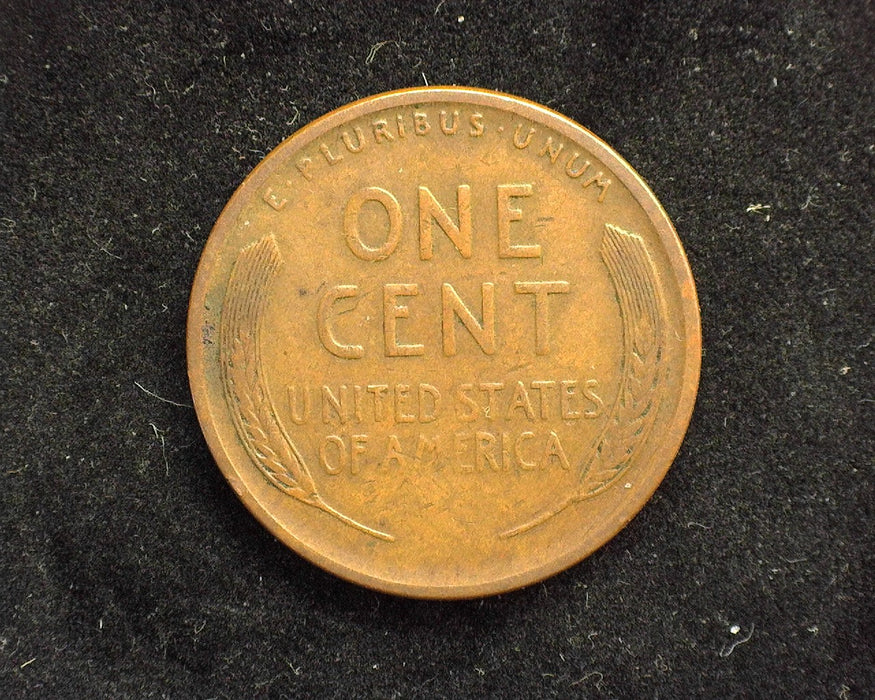 E · PLURIBUS · UNUM
ONE
CENT
UNITED STATES
OF AMERICA